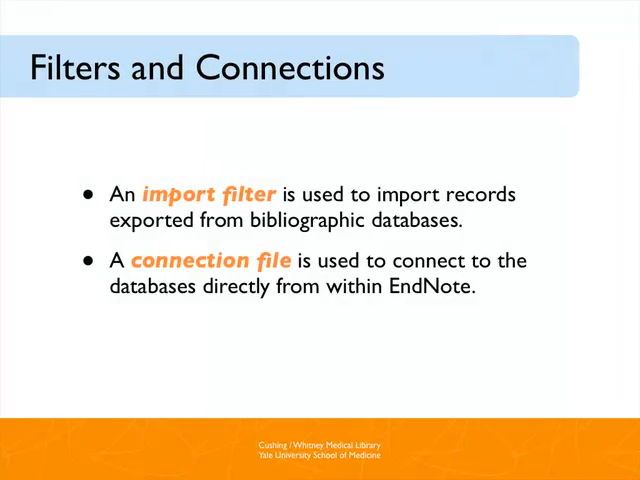 Filters and Connections
• An import filter is used to import records
exported from bibliographic databases.
• A connection file is used to connect to the
databases directly from within EndNote.
Cushing / Whitney Medical Library
Yale University School of Medicine